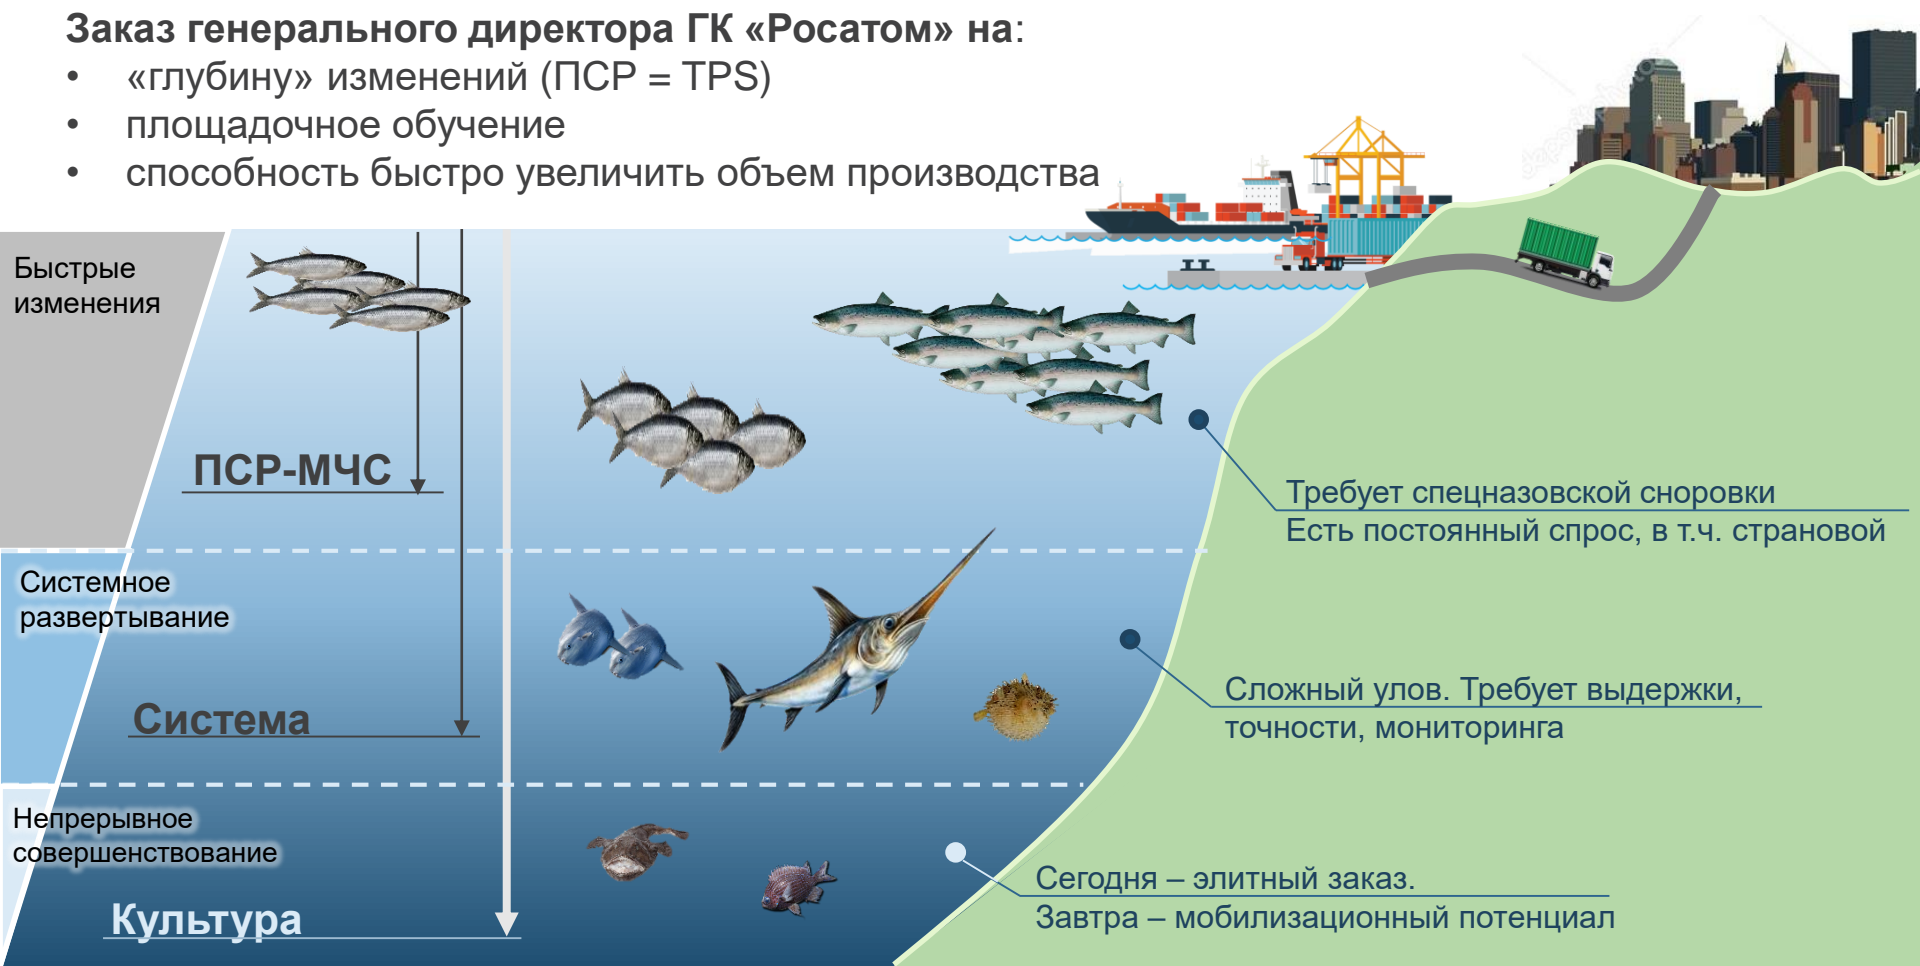 Заказ генерального директора ГК «Росатом» на:
• «глубину» изменений (ПСР = TPS)
• площадочное обучение
• способность быстро увеличить объем производства
Быстрые
изменения
ПСР-МЧС
Требует спецназовской сноровки
Есть постоянный спрос, в т.ч. страновой
Системное
развертывание
Система
Сложный улов. Требует выдержки,
точности, мониторинга
Непрерывное
совершенствование
Культура
Сегодня – элитный заказ.
Завтра – мобилизационный потенциал